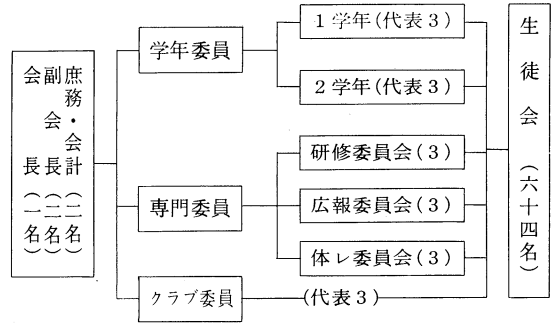 会長(一名)
副会長(二名)
庶務・会計(二名)
学年委員
1学年(代表3)
2学年(代表3)
専門委員
研修委員会(3)
広報委員会(3)
体レ委員会(3)
クラブ委員
(代表3)
生徒会(六十四名)